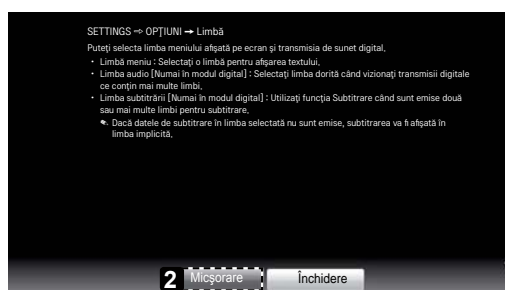 SETTINGS ⇨ OPŢIUNI ➙ Limbă
Puteţi selecta limba meniului afişată pe ecran şi transmisia de sunet digital.
• Limbă meniu : Selectaţi o limbă pentru afişarea textului.
• Limba audio [Numai în modul digital] : Selectaţi limba dorită când vizionaţi transmisii digitale
ce conţin mai multe limbi.
• Limba subtitrării [Numai în modul digital] : Utilizaţi funcţia Subtitrare când sunt emise două
sau mai multe limbi pentru subtitrare.
Dacă datele de subtitrare în limba selectată nu sunt emise, subtitrarea va fi afişată în
limba implicită.
2 Micşorare Închidere